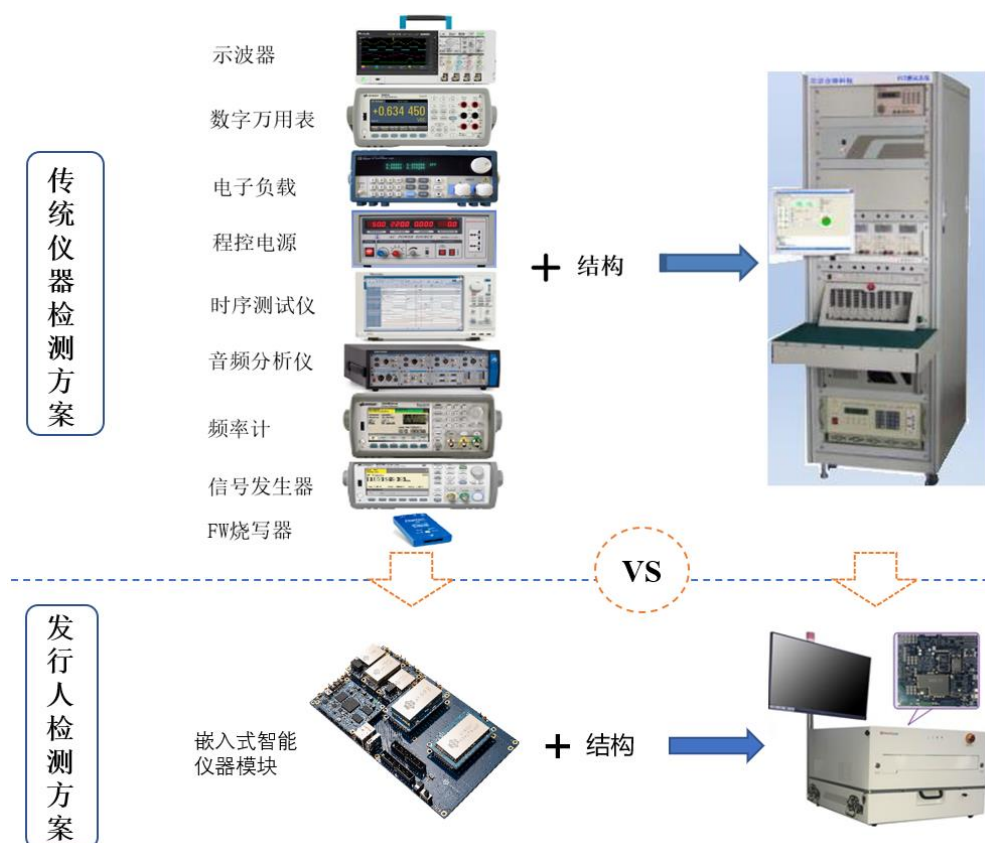 传统仪器检测方案
示波器
数字万用表
+0.634 450
电子负载
程控电源
时序测试仪
音频分析仪
频率计
信号发生器
FW烧写器
+ 结构
VS
发行人检测方案
嵌入式智能
仪器模块
+ 结构